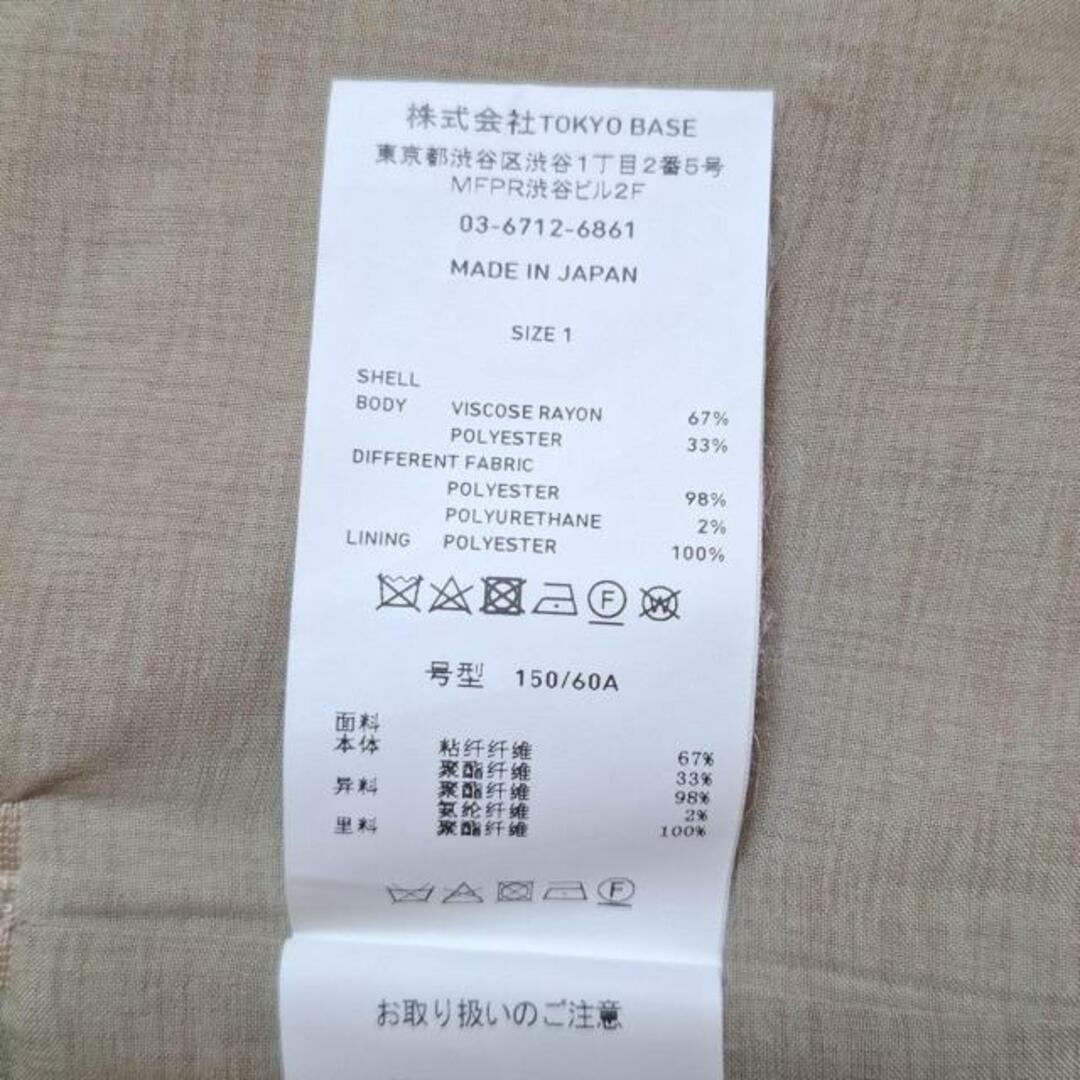 株式会社TOKYO BASE
東京都渋谷区渋谷1丁目2番5号
MFPR渋谷ビル2F
03-6712-6861
MADE IN JAPAN
SIZE 1
SHELL
BODY VISCOSE RAYON 67%
POLYESTER 33%
DIFFERENT FABRIC
POLYESTER 98%
POLYURETHANE 2%
LINING POLYESTER 100%
F W
号型 150/60A
面料
本体 粘纤纤维 67%
聚酯纤维 33%
异料 聚酯纤维 98%
氨纶纤维 2%
里料 聚酯纤维 100%
F
お取り扱いのご注意